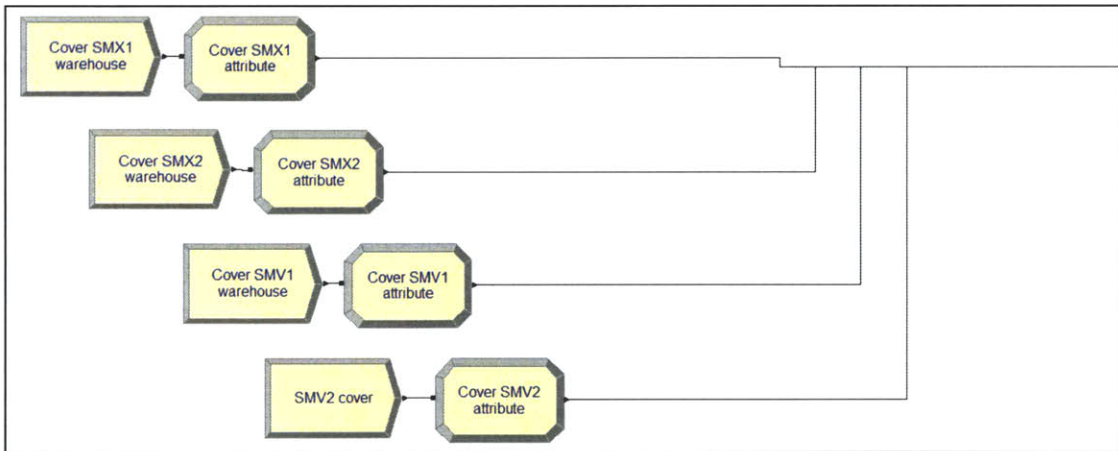 Cover SMX1
warehouse
Cover SMX1
attribute
Cover SMX2
warehouse
Cover SMX2
attribute
Cover SMV1
warehouse
Cover SMV1
attribute
SMV2 cover
Cover SMV2
attribute